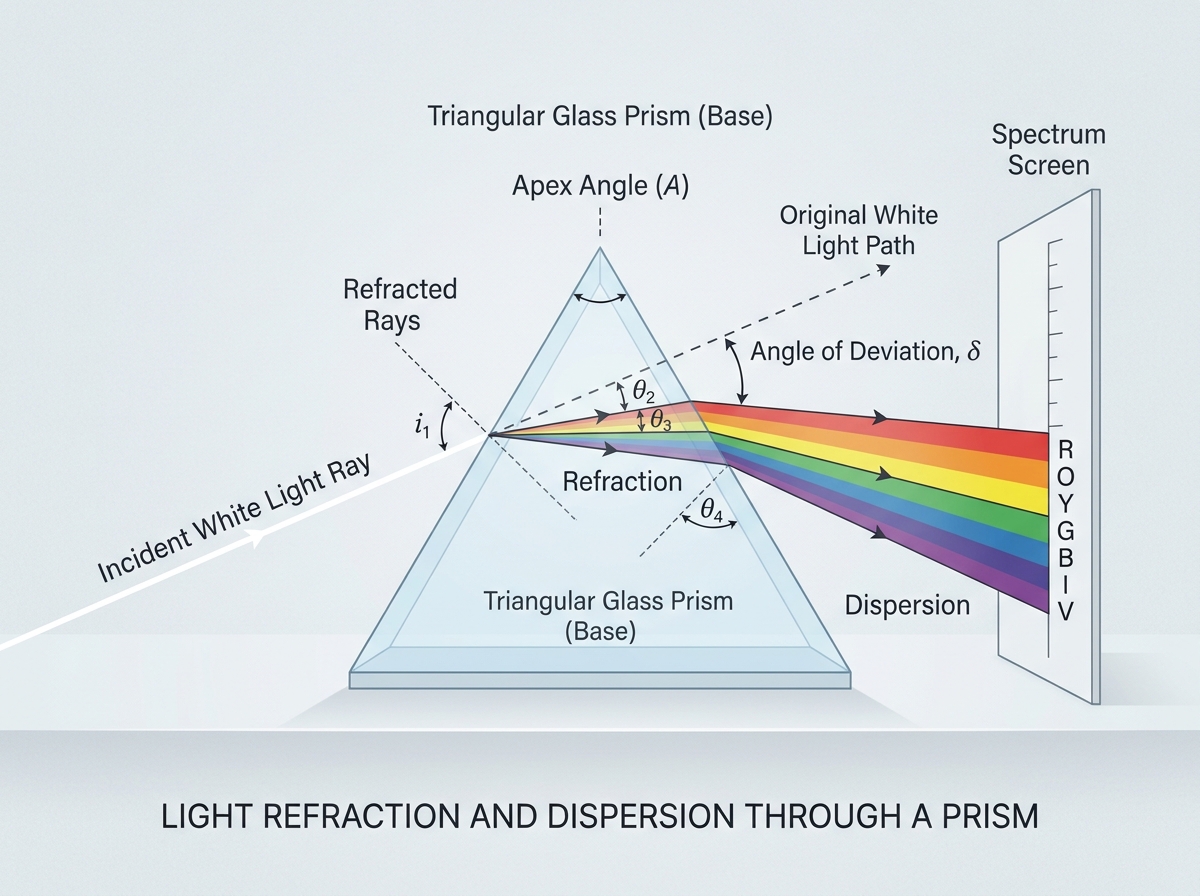 Triangular Glass Prism (Base)
Spectrum
Screen
Apex Angle (A)
Original White
Light Path
Refracted
Rays
Angle of Deviation, δ
θ2
i1
θ3
R
O
Y
G
B
I
V
Incident White Light Ray
Refraction
θ4
Triangular Glass Prism
(Base)
Dispersion
LIGHT REFRACTION AND DISPERSION THROUGH A PRISM